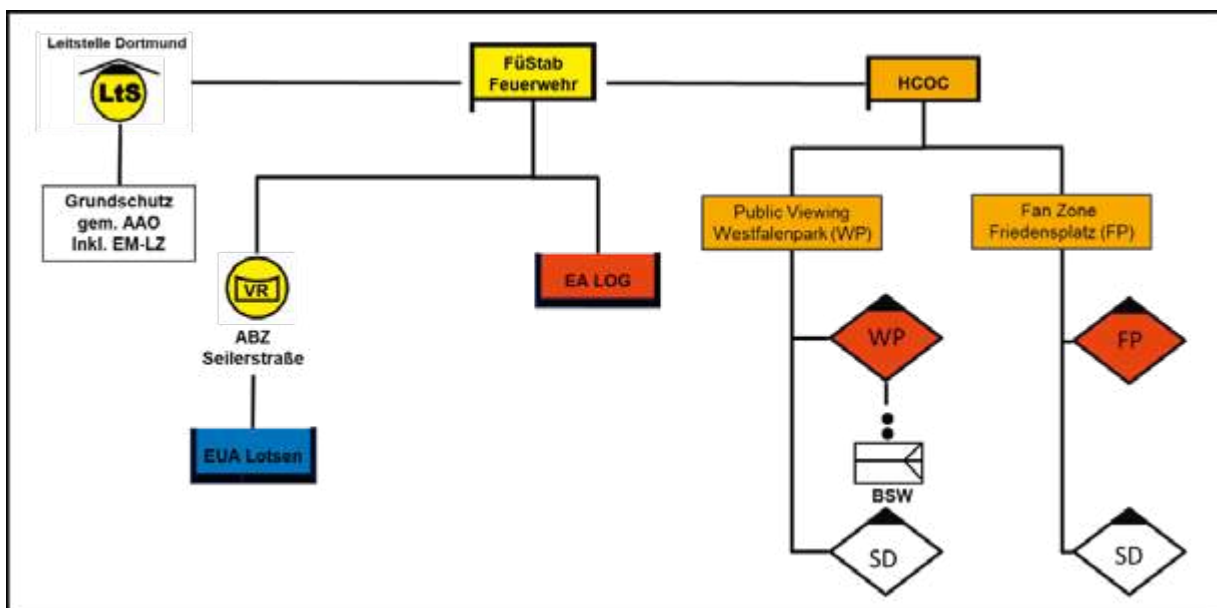 Leitstelle Dortmund
LtS
Grundschutz
gem. AAO
Inkl. EM-LZ
FüStab
Feuerwehr
HCOC
VR
ABZ
Seilerstraße
EUA Lotsen
EA LOG
Public Viewing
Westfalenpark (WP)
Fan Zone
Friedensplatz (FP)
WP
FP
BSW
SD
SD